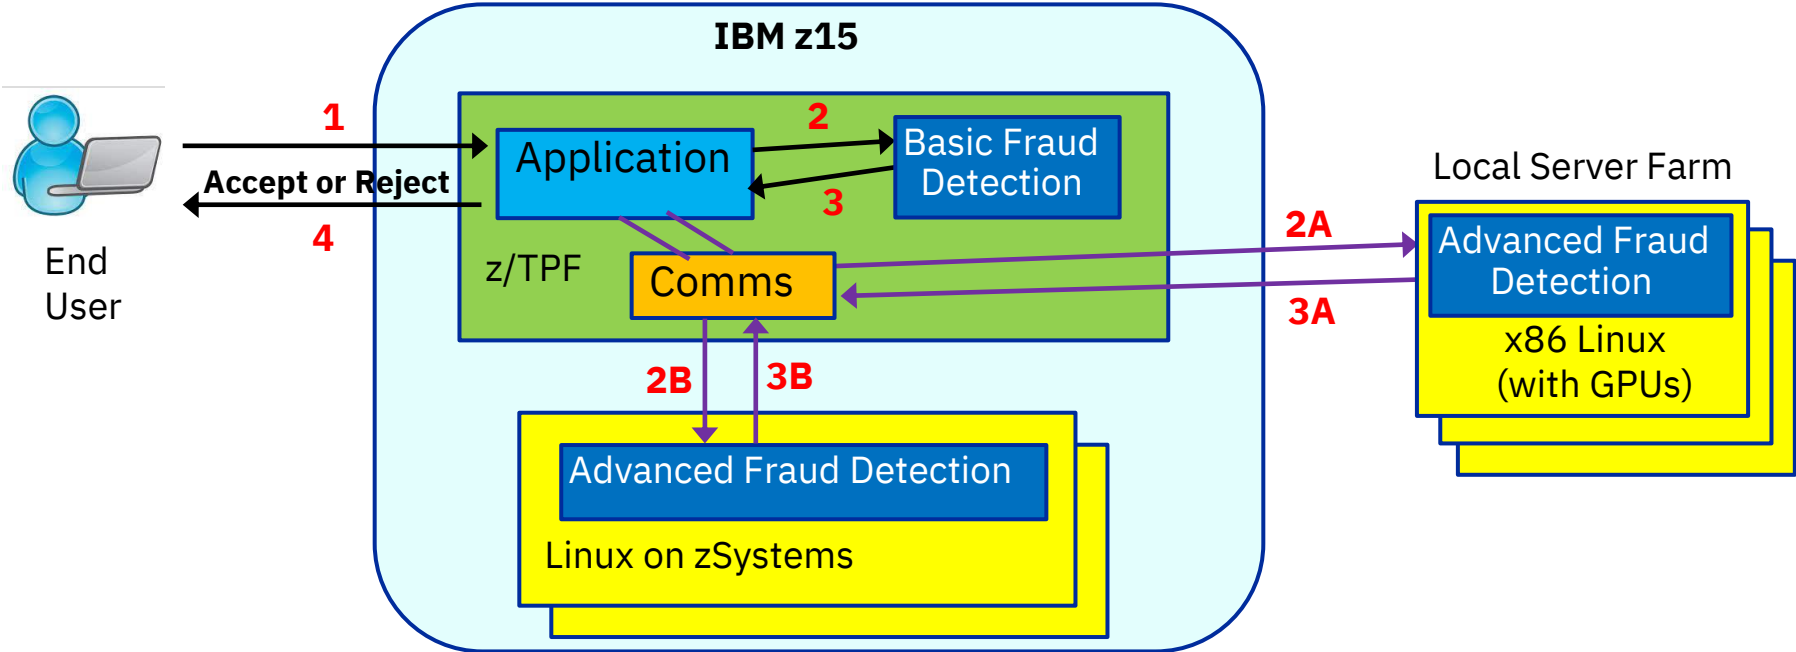 IBM z15
1
2
Application
Basic Fraud
Detection
Accept or Reject
3
4
End
User
z/TPF
Comms
Local Server Farm
2A
Advanced Fraud
Detection
3A
x86 Linux
(with GPUs)
2B
3B
Advanced Fraud Detection
Linux on zSystems